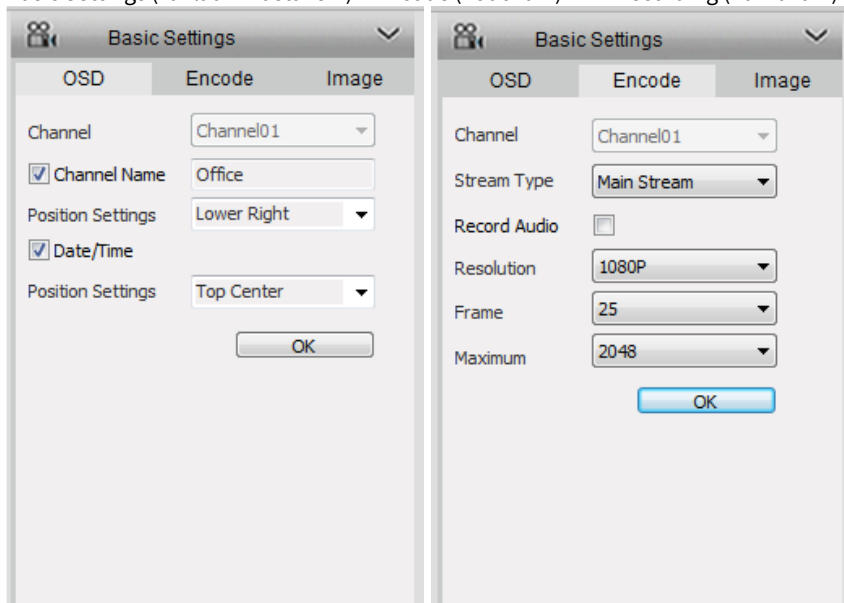 Basic Settings
OSD Encode Image
Channel Channel01
Channel Name Office
Position Settings Lower Right
Date/Time
Position Settings Top Center
OK
Basic Settings
OSD Encode Image
Channel Channel01
Stream Type Main Stream
Record Audio
Resolution 1080P
Frame 25
Maximum 2048
OK